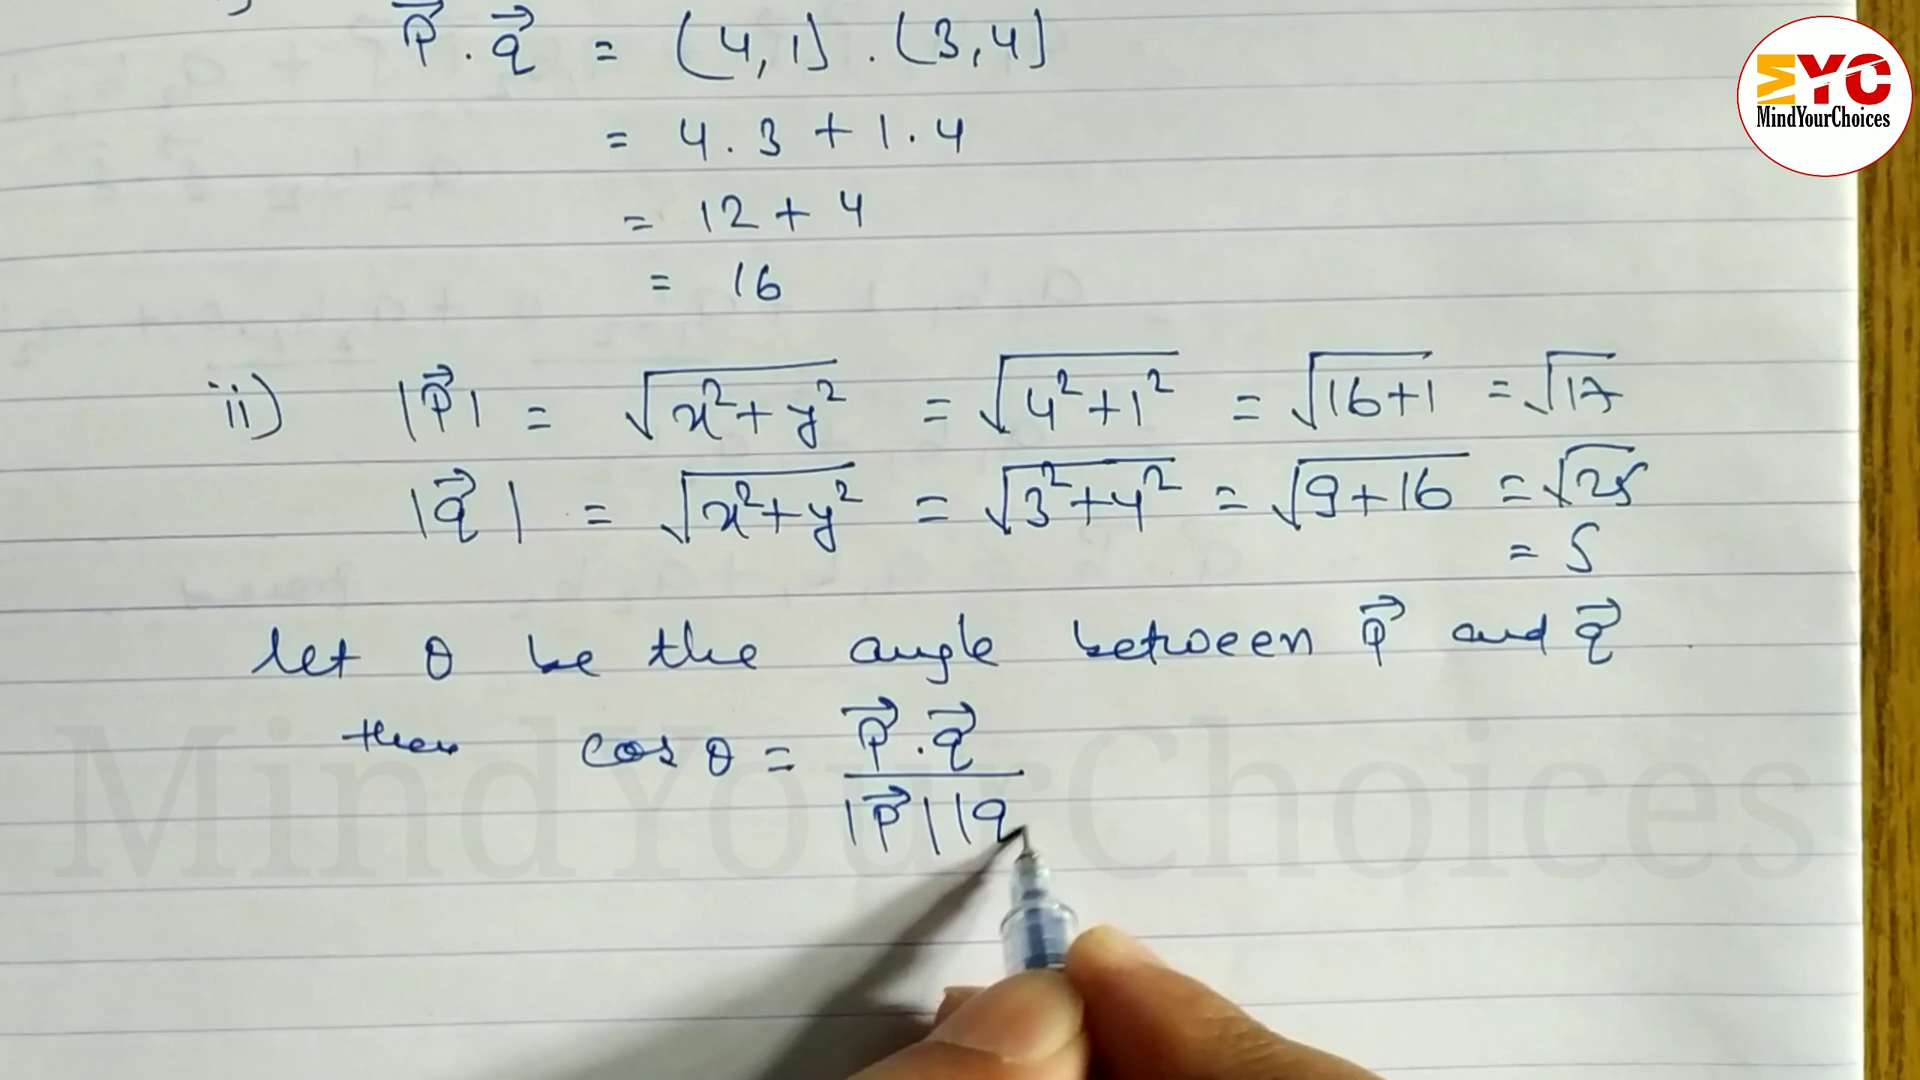 P⃗ . q⃗ = (4,1) . (3,4)
= 4 . 3 + 1 . 4
= 12 + 4
= 16
ii) |P⃗| = √(x²+y²) = √(4²+1²) = √(16+1) = √17
|q⃗| = √(x²+y²) = √(3²+4²) = √(9+16) = √25
= 5
let θ be the angle between P⃗ and q⃗
then cos θ = P⃗ . q⃗ / |P⃗| |q
MYC
MindYourChoices
MindYourChoices